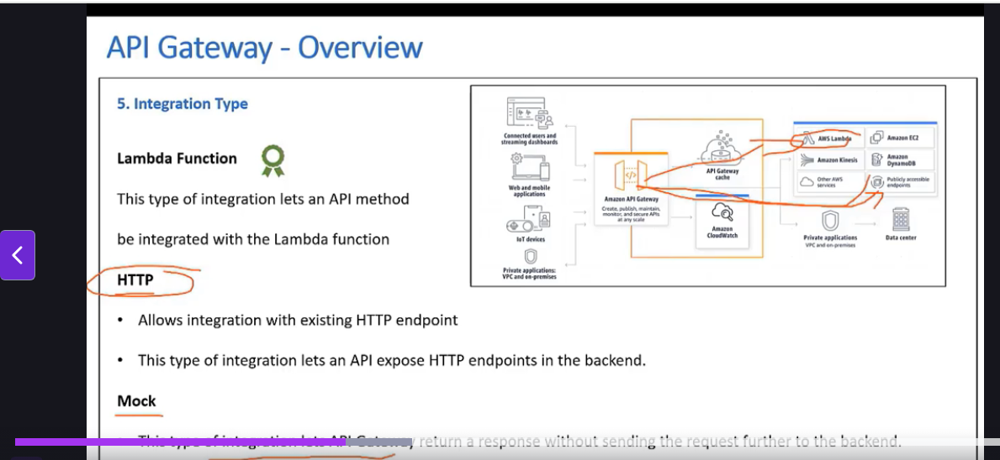 API Gateway - Overview
5. Integration Type
Lambda Function
This type of integration lets an API method
be integrated with the Lambda function
HTTP
• Allows integration with existing HTTP endpoint
• This type of integration lets an API expose HTTP endpoints in the backend.
Mock
This type of integration lets API Gateway return a response without sending the request further to the backend.
Connected users and
streaming dashboards
Web and mobile
applications
IoT devices
Private applications:
VPC and on-premises
Amazon API Gateway
Create, publish, maintain,
monitor, and secure APIs
at any scale
API Gateway
cache
Amazon
CloudWatch
AWS Lambda
Amazon EC2
Amazon Kinesis
Amazon
DynamoDB
Other AWS
services
Publicly accessible
endpoints
Private applications
VPC and on-premises
Data center